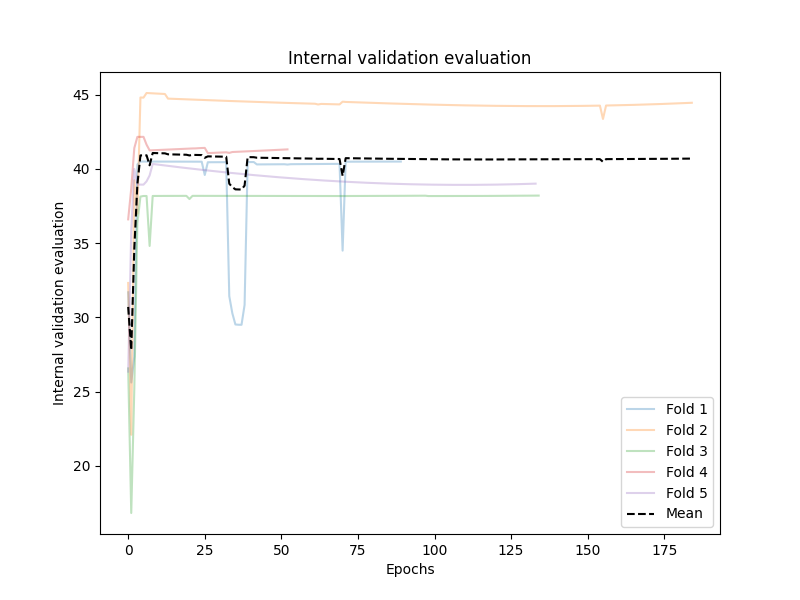 Internal validation evaluation
Internal validation evaluation
45
40
35
30
25
20
0 25 50 75 100 125 150 175
Epochs
Fold 1
Fold 2
Fold 3
Fold 4
Fold 5
Mean